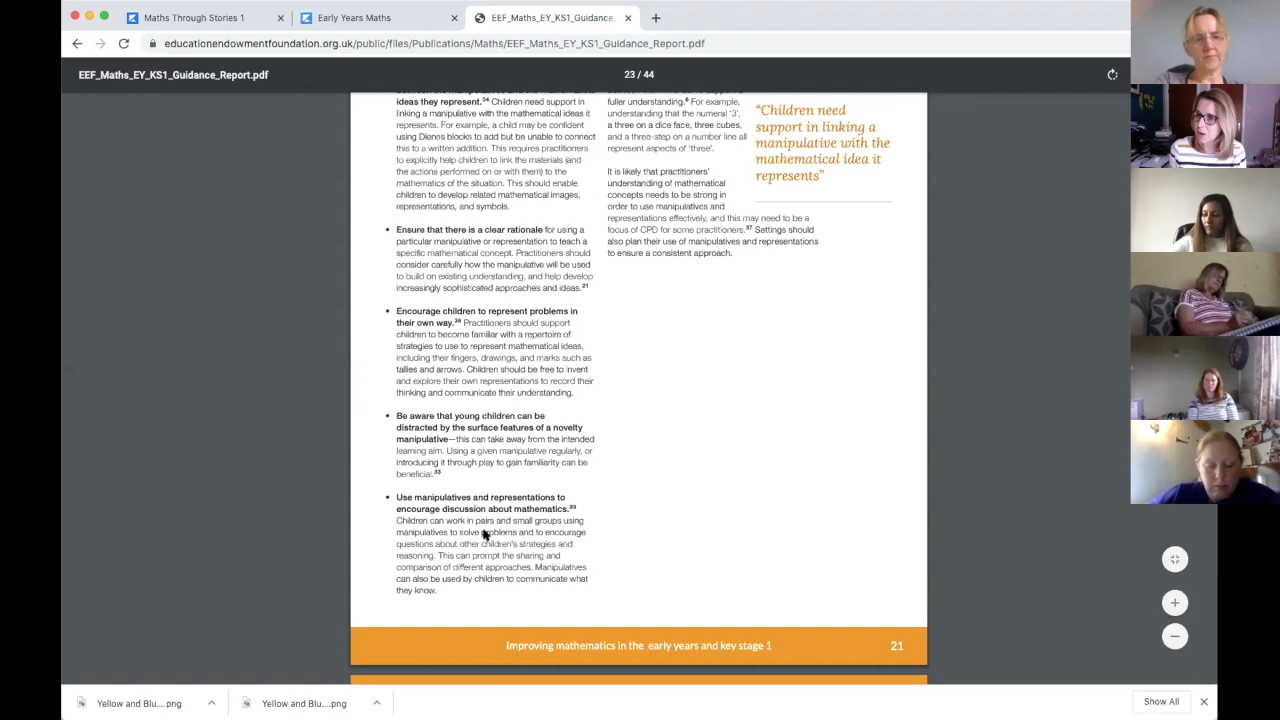 Maths Through Stories 1
Early Years Maths
EEF_Maths_EY_KS1_Guidance_
educationendowmentfoundation.org.uk/public/files/Publications/Maths/EEF_Maths_EY_KS1_Guidance_Report.pdf
EEF_Maths_EY_KS1_Guidance_Report.pdf
23 / 44
ideas they represent.34 Children need support in
linking a manipulative with the mathematical ideas it
represents. For example, a child may be confident
using Dienes blocks to add but be unable to connect
this to a written addition. This requires practitioners
to explicitly help children to link the materials (and
the actions performed on or with them) to the
mathematics of the situation. This should enable
children to develop related mathematical images,
representations, and symbols.
• Ensure that there is a clear rationale for using a
particular manipulative or representation to teach a
specific mathematical concept. Practitioners should
consider carefully how the manipulative will be used
to build on existing understanding, and help develop
increasingly sophisticated approaches and ideas.21
• Encourage children to represent problems in
their own way.36 Practitioners should support
children to become familiar with a repertoire of
strategies to use to represent mathematical ideas,
including their fingers, drawings, and marks such as
tallies and arrows. Children should be free to invent
and explore their own representations to record their
thinking and communicate their understanding.
• Be aware that young children can be
distracted by the surface features of a novelty
manipulative—this can take away from the intended
learning aim. Using a given manipulative regularly, or
introducing it through play to gain familiarity can be
beneficial.33
• Use manipulatives and representations to
encourage discussion about mathematics.33
Children can work in pairs and small groups using
manipulatives to solve problems and to encourage
questions about other children's strategies and
reasoning. This can prompt the sharing and
comparison of different approaches. Manipulatives
can also be used by children to communicate what
they know.
fuller understanding.6 For example,
understanding that the numeral '3',
a three on a dice face, three cubes,
and a three-step on a number line all
represent aspects of 'three'.
It is likely that practitioners'
understanding of mathematical
concepts needs to be strong in
order to use manipulatives and
representations effectively, and this may need to be a
focus of CPD for some practitioners.37 Settings should
also plan their use of manipulatives and representations
to ensure a consistent approach.
"Children need
support in linking a
manipulative with the
mathematical idea it
represents"
Improving mathematics in the early years and key stage 1
21
Yellow and Blu....png
Yellow and Blu....png
Show All